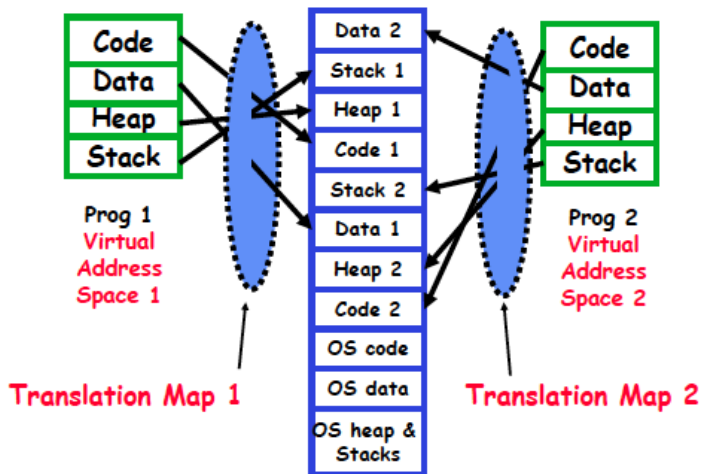 Code
Data
Heap
Stack
Prog 1
Virtual
Address
Space 1
Translation Map 1
Data 2
Stack 1
Heap 1
Code 1
Stack 2
Data 1
Heap 2
Code 2
OS code
OS data
OS heap &
Stacks
Code
Data
Heap
Stack
Prog 2
Virtual
Address
Space 2
Translation Map 2